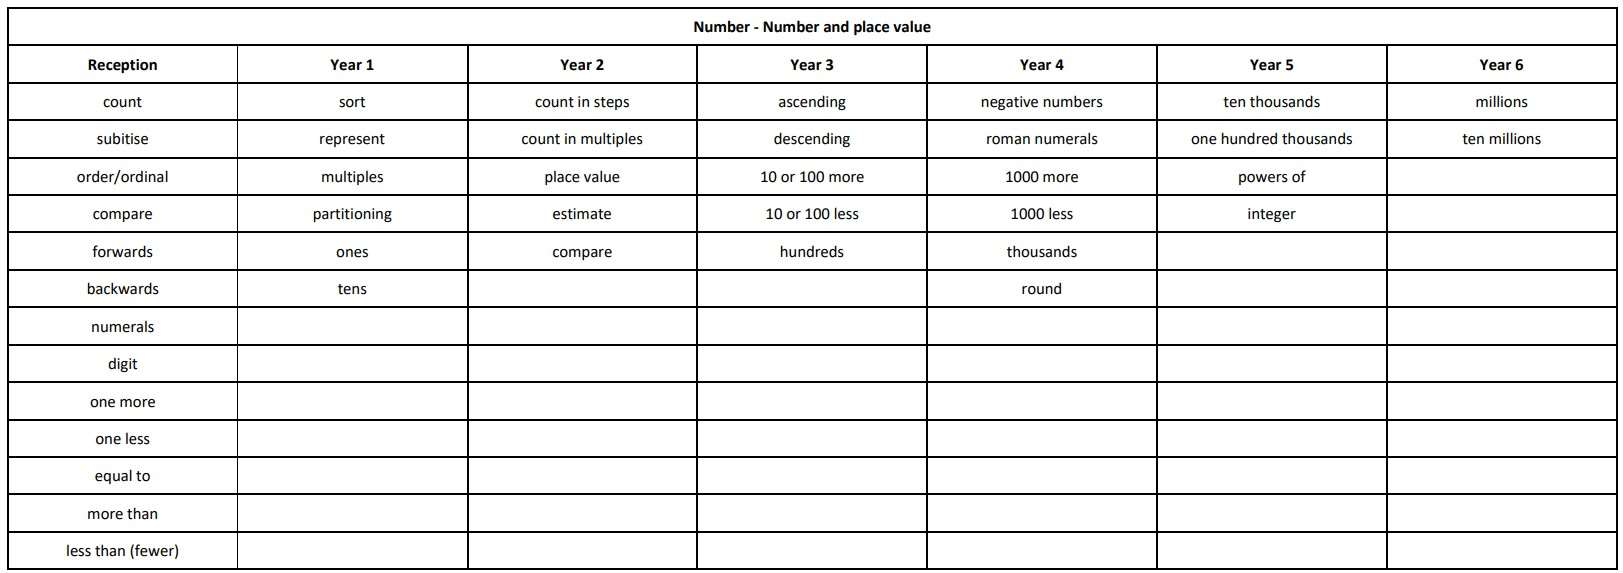 Number - Number and place value
Reception Year 1 Year 2 Year 3 Year 4 Year 5 Year 6
count sort count in steps ascending negative numbers ten thousands millions
subitise represent count in multiples descending roman numerals one hundred thousands ten millions
order/ordinal multiples place value 10 or 100 more 1000 more powers of
compare partitioning estimate 10 or 100 less 1000 less integer
forwards ones compare hundreds thousands
backwards tens round
numerals
digit
one more
one less
equal to
more than
less than (fewer)